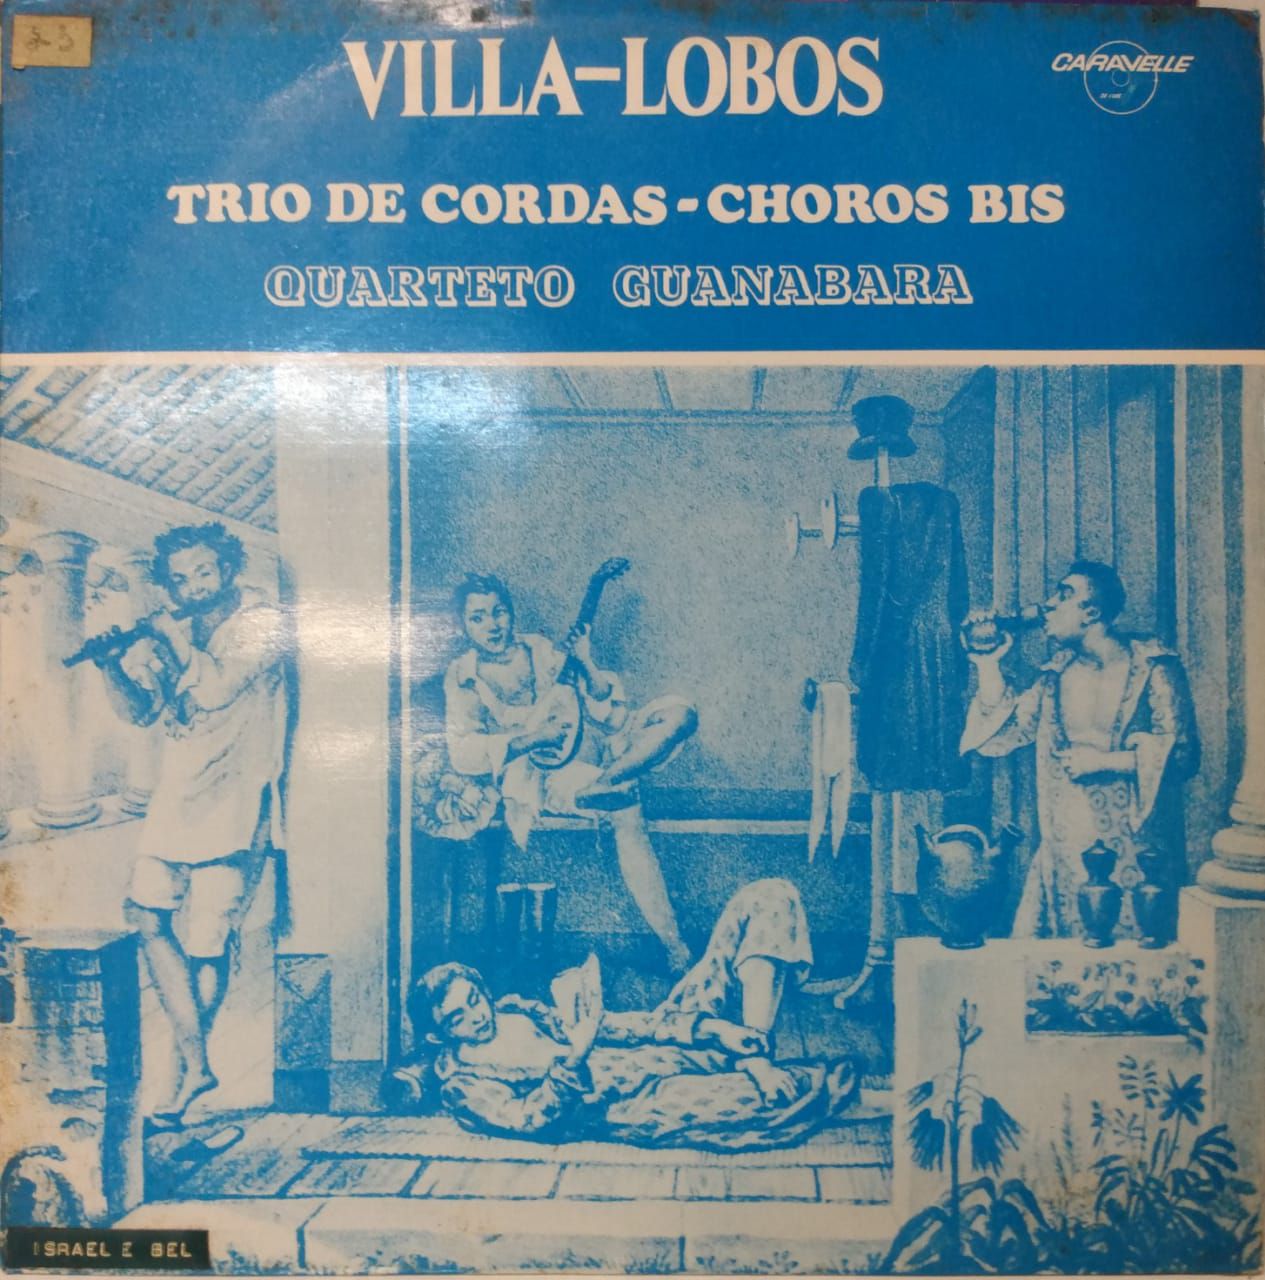 VILLA-LOBOS
CARAVELLE
TRIO DE CORDAS - CHOROS BIS
QUARTETO GUANABARA
ISRAEL E BEL